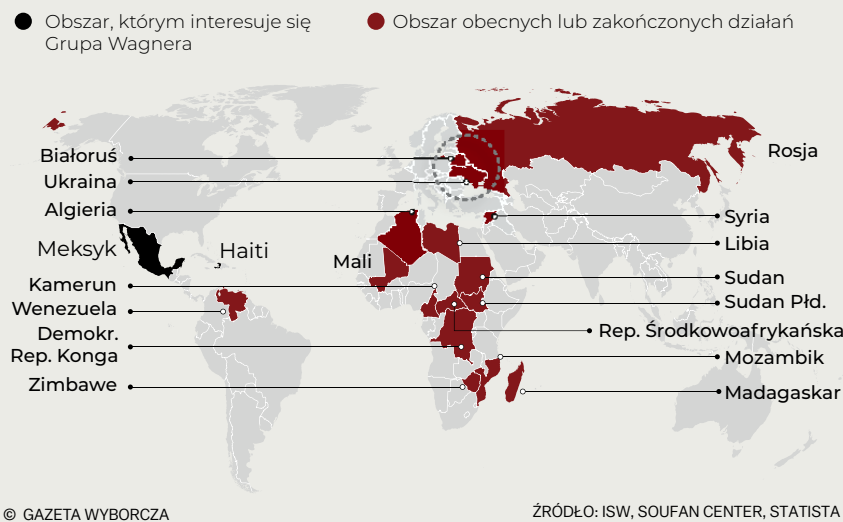 Obszar, którym interesuje się
Grupa Wagnera
Obszar obecnych lub zakończonych działań
Białoruś
Ukraina
Algieria
Meksyk
Haiti
Mali
Kamerun
Wenezuela
Demokr.
Rep. Konga
Zimbawe
Rosja
Syria
Libia
Sudan
Sudan Płd.
Rep. Środkowoafrykańska
Mozambik
Madagaskar
© GAZETA WYBORCZA
ŹRÓDŁO: ISW, SOUFAN CENTER, STATISTA